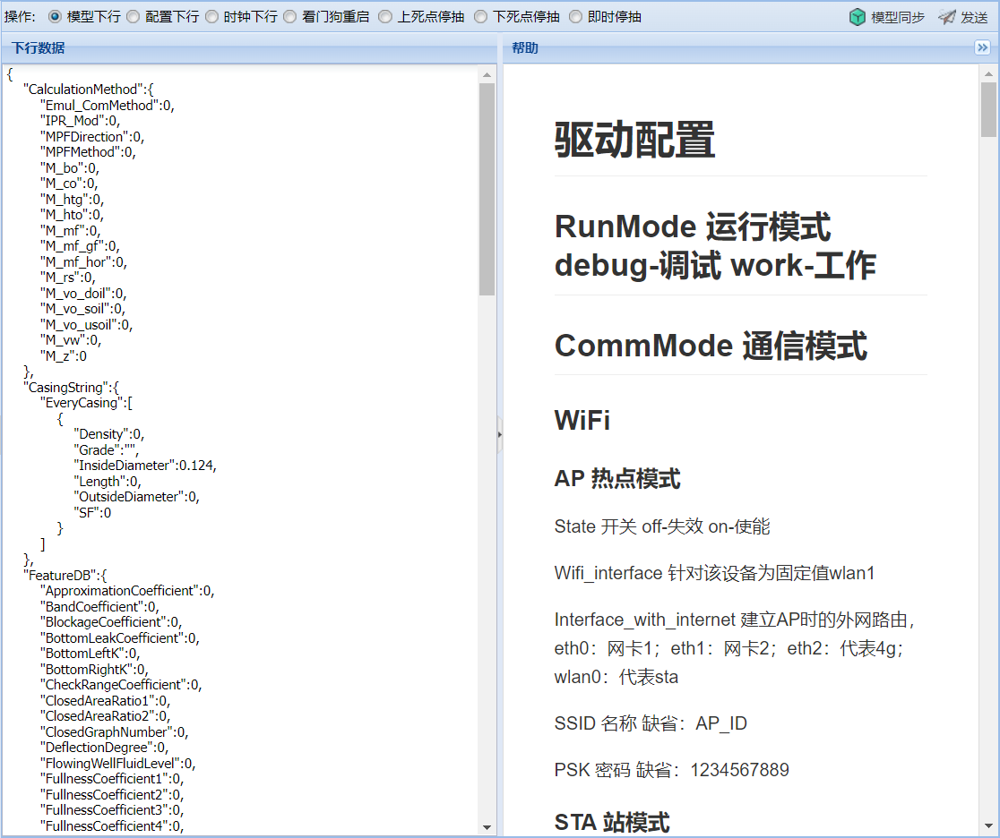 操作: 模型下行 配置下行 时钟下行 看门狗重启 上死点停抽 下死点停抽 即时停抽 模型同步 发送
下行数据
{
"CalculationMethod":{
"Emul_ComMethod":0,
"IPR_Mod":0,
"MPFDirection":0,
"MPFMethod":0,
"M_bo":0,
"M_co":0,
"M_htg":0,
"M_hto":0,
"M_mf":0,
"M_mf_gf":0,
"M_mf_hor":0,
"M_rs":0,
"M_vo_doil":0,
"M_vo_soil":0,
"M_vo_usoil":0,
"M_vw":0,
"M_z":0
},
"CasingString":{
"EveryCasing":[
{
"Density":0,
"Grade":"",
"InsideDiameter":0.124,
"Length":0,
"OutsideDiameter":0,
"SF":0
}
]
},
"FeatureDB":{
"ApproximationCoefficient":0,
"BandCoefficient":0,
"BlockageCoefficient":0,
"BottomLeakCoefficient":0,
"BottomLeftK":0,
"BottomRightK":0,
"CheckRangeCoefficient":0,
"ClosedAreaRatio1":0,
"ClosedAreaRatio2":0,
"ClosedGraphNumber":0,
"DeflectionDegree":0,
"FlowingWellFluidLevel":0,
"FullnessCoefficient1":0,
"FullnessCoefficient2":0,
"FullnessCoefficient3":0,
"FullnessCoefficient4":0,
帮助
驱动配置
RunMode 运行模式
debug-调试 work-工作
CommMode 通信模式
WiFi
AP 热点模式
State 开关 off-失效 on-使能
Wifi_interface 针对该设备为固定值wlan1
Interface_with_internet 建立AP时的外网路由，
eth0：网卡1；eth1：网卡2；eth2：代表4g；
wlan0：代表sta
SSID 名称 缺省：AP_ID
PSK 密码 缺省：1234567889
STA 站模式